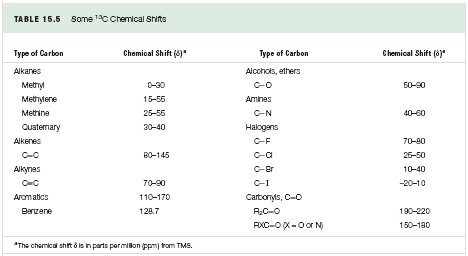 TABLE 15.5 Some 13C Chemical Shifts
Type of Carbon Chemical Shift (δ)a Type of Carbon Chemical Shift (δ)a
Alkanes Alcohols, ethers
Methyl 0–30 C—O 50–90
Methylene 15–55 Amines
Methine 25–55 C—N 40–60
Quaternary 30–40 Halogens
Alkenes C—F 70–80
C=C 80–145 C—Cl 25–50
Alkynes C—Br 10–40
C≡C 70–90 C—I –20–10
Aromatics 110–170 Carbonyls, C=O
Benzene 128.7 R2C=O 190–220
RXC=O (X = O or N) 150–180
aThe chemical shift δ is in parts per million (ppm) from TMS.